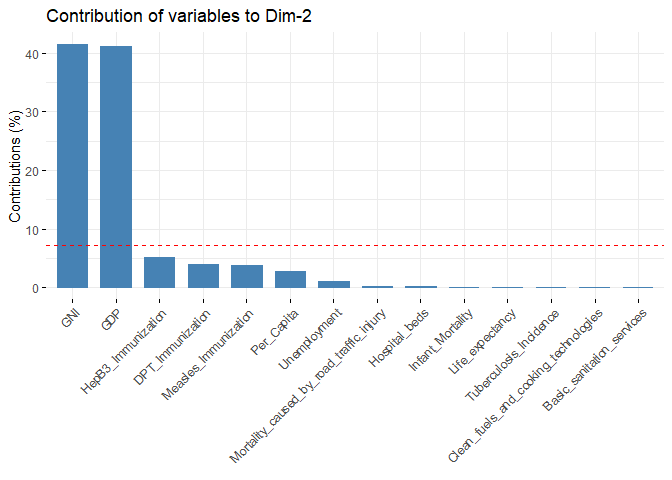 Contribution of variables to Dim-2
Contributions (%)
40
30
20
10
0
GNI
GDP
HepB3_Immunization
DPT_Immunization
Measles_Immunization
Per_Capita
Unemployment
Mortality_caused_by_road_traffic_injury
Hospital_beds
Infant_Mortality
Life_expectancy
Tuberculosis_Incidence
Clean_fuels_and_cooking_technologies
Basic_sanitation_services